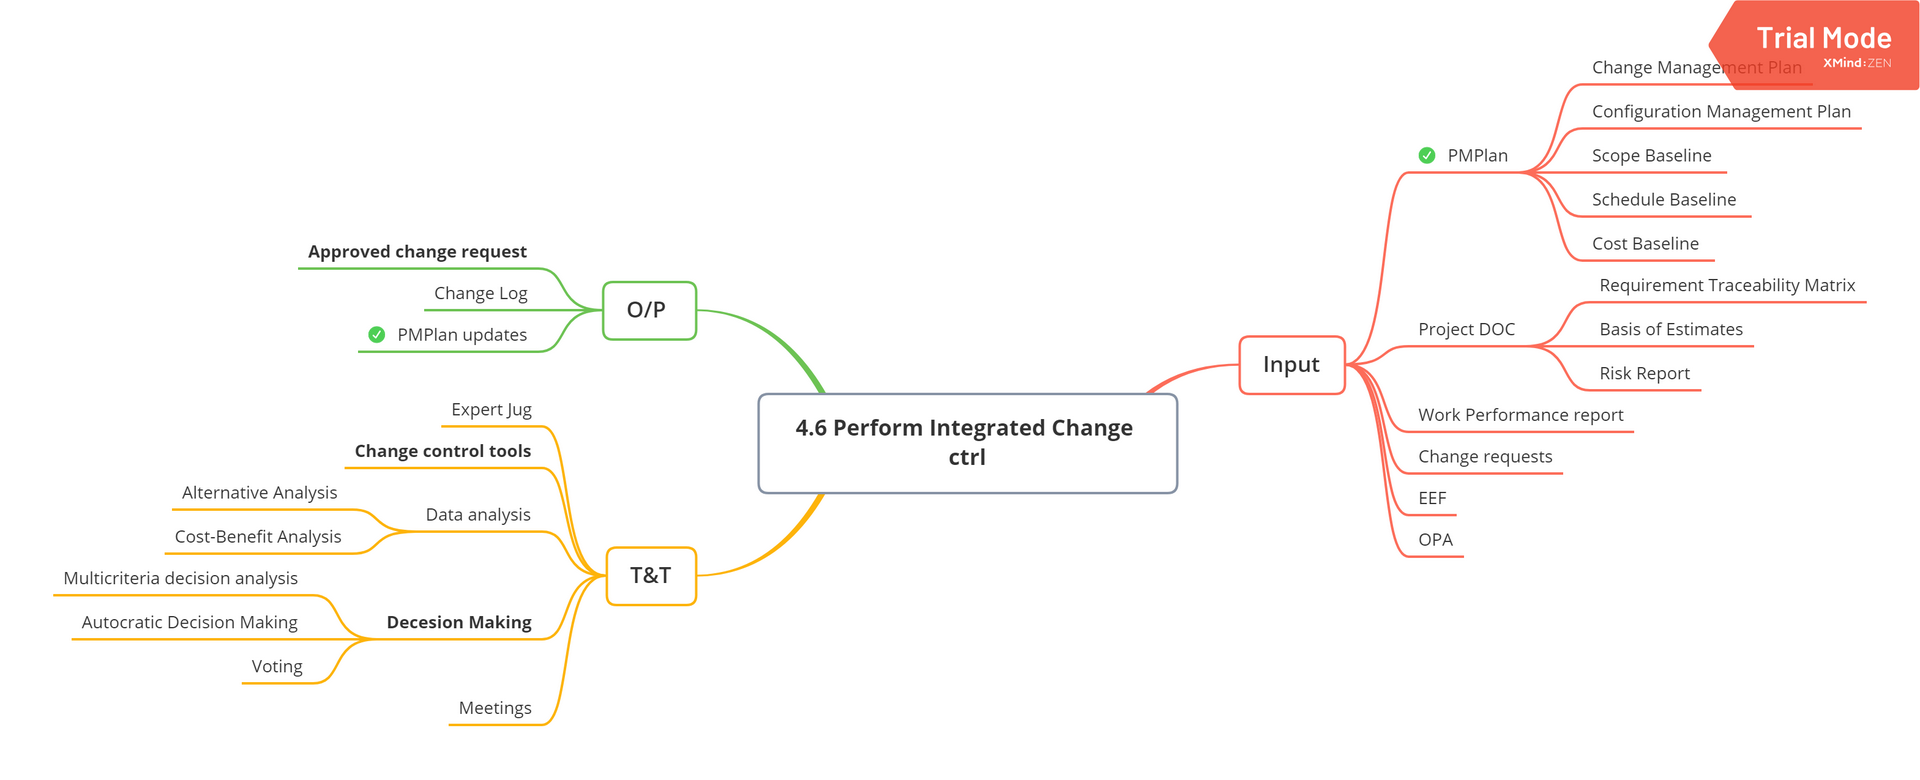 Trial Mode
XMind:ZEN
Change Management Plan
Configuration Management Plan
PMPlan
Scope Baseline
Schedule Baseline
Cost Baseline
Approved change request
Change Log
PMPlan updates
O/P
Requirement Traceability Matrix
Project DOC
Basis of Estimates
Risk Report
Input
Work Performance report
Change requests
EEF
OPA
4.6 Perform Integrated Change
ctrl
Expert Jug
Change control tools
Alternative Analysis
Data analysis
Cost-Benefit Analysis
T&T
Multicriteria decision analysis
Autocratic Decision Making
Decesion Making
Voting
Meetings